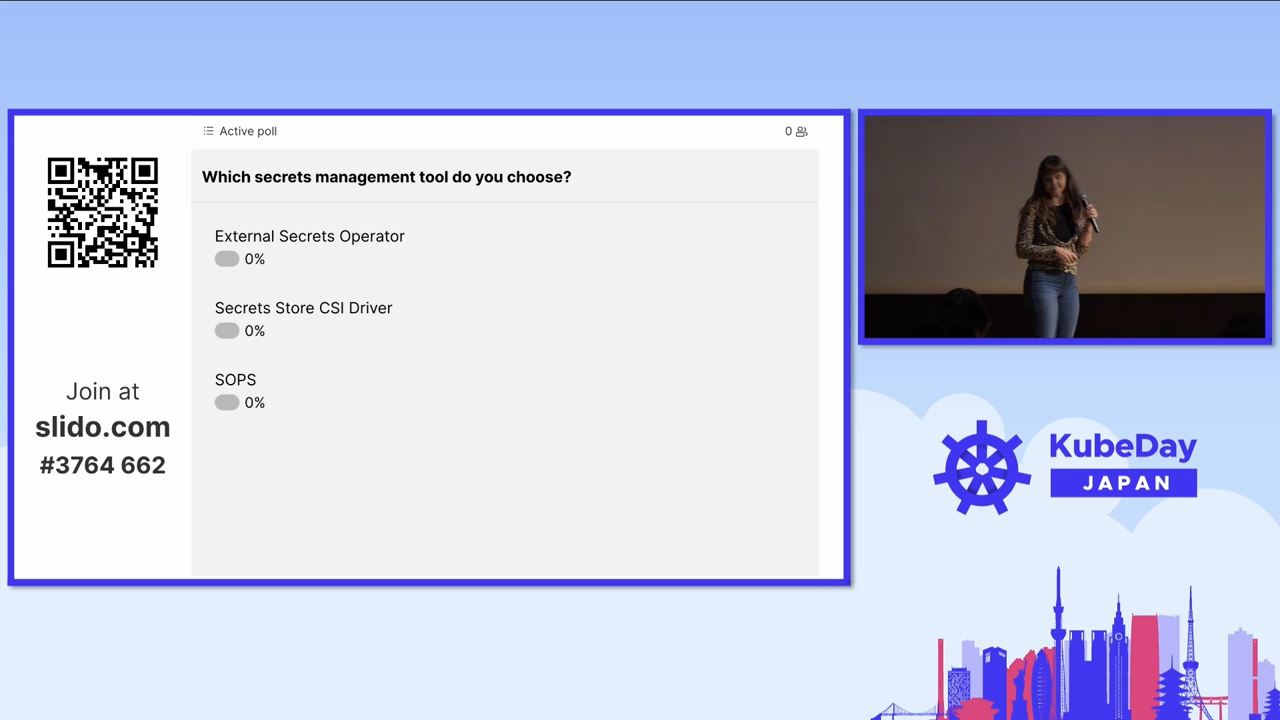 Active poll
0
Which secrets management tool do you choose?
External Secrets Operator
0%
Secrets Store CSI Driver
0%
SOPS
0%
Join at
slido.com
#3764 662
KubeDay
JAPAN